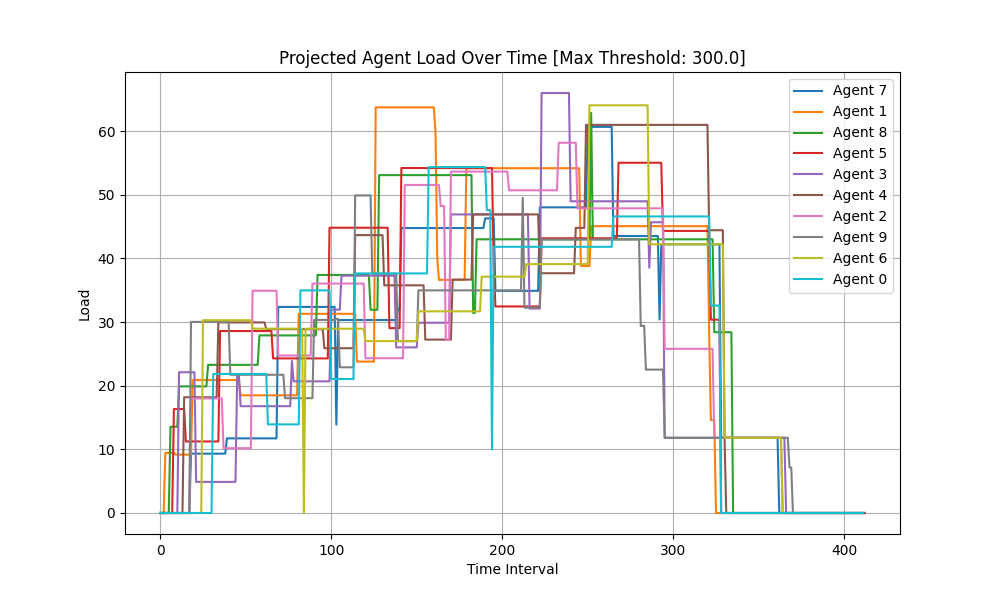 Projected Agent Load Over Time [Max Threshold: 300.0]
Load
60
50
40
30
20
10
0
0 100 200 300 400
Time Interval
Agent 7
Agent 1
Agent 8
Agent 5
Agent 3
Agent 4
Agent 2
Agent 9
Agent 6
Agent 0